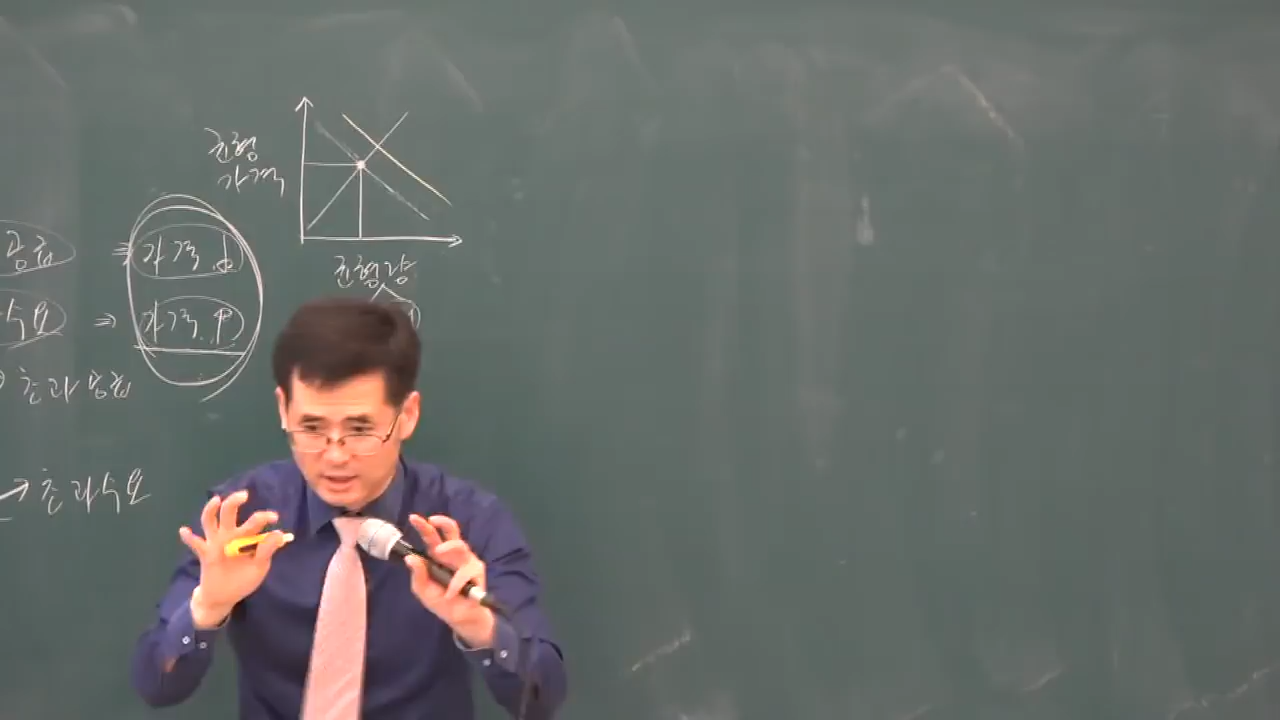 균형
가격
공급 ⇒ 가격 ↓
수요 ⇒ 가격 ↑
균형량
초과공급
→ 초과수요